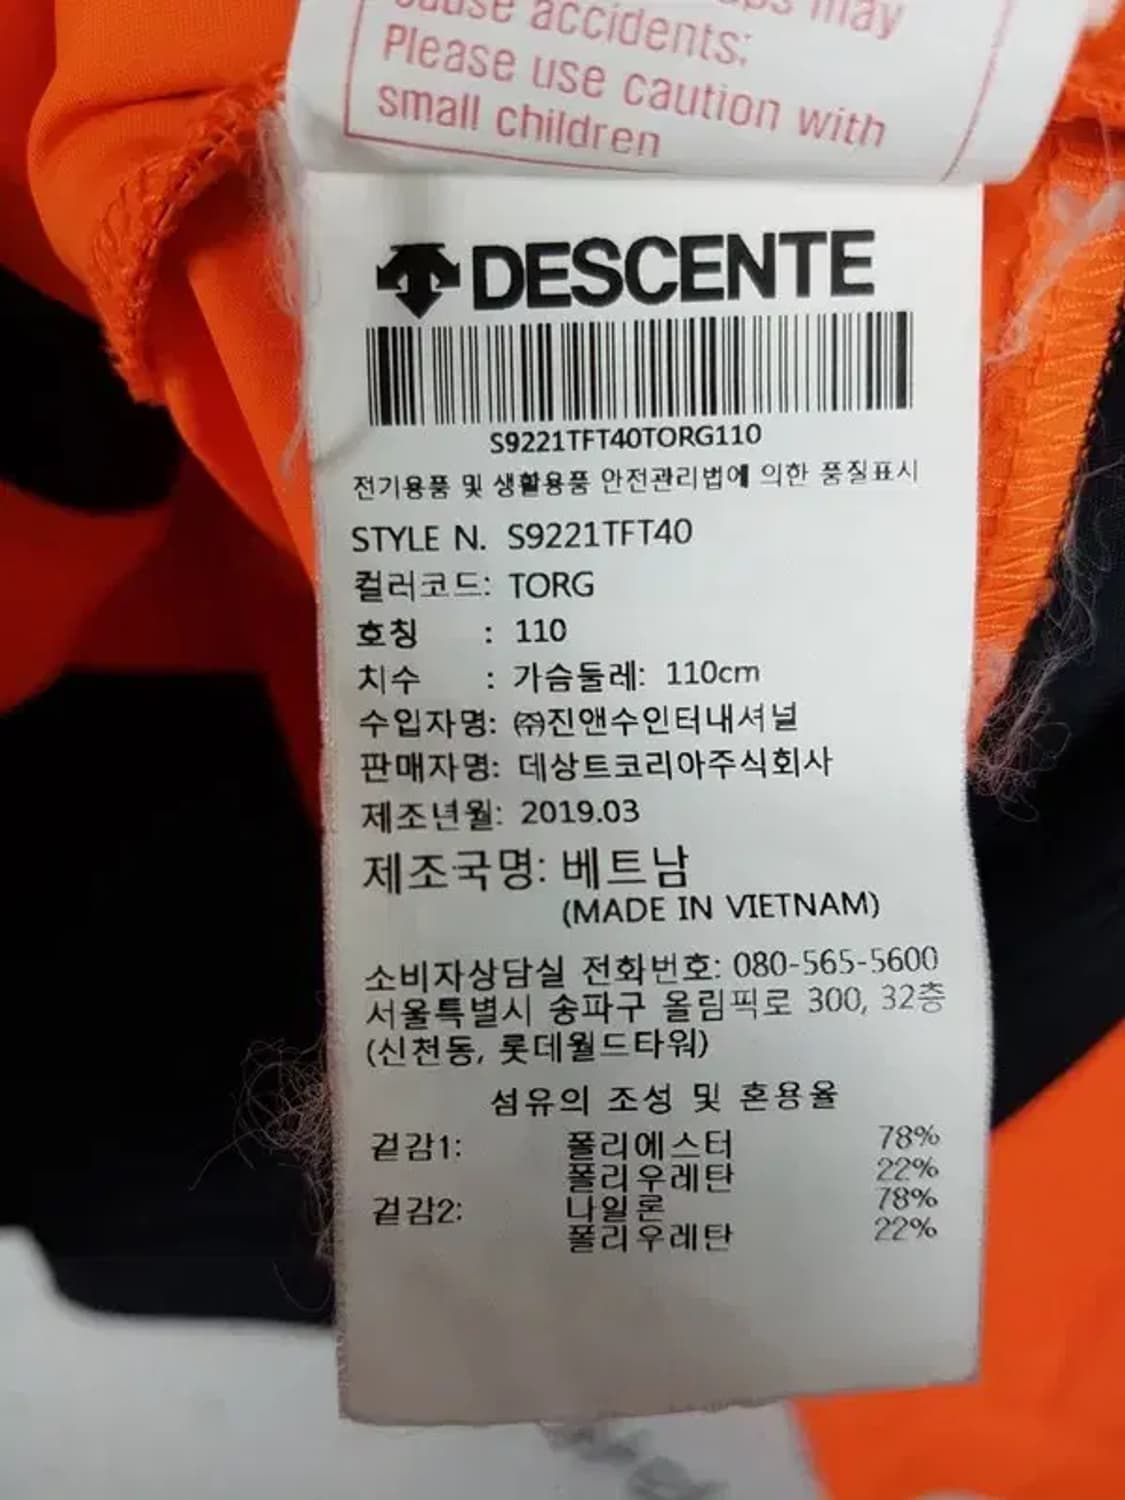 cause accidents;
Please use caution with
small children
DESCENTE
S9221TFT40TORG110
전기용품 및 생활용품 안전관리법에 의한 품질표시
STYLE N. S9221TFT40
컬러코드: TORG
호칭 : 110
치수 : 가슴둘레: 110cm
수입자명: ㈜진앤수인터내셔널
판매자명: 데상트코리아주식회사
제조년월: 2019.03
제조국명: 베트남
(MADE IN VIETNAM)
소비자상담실 전화번호: 080-565-5600
서울특별시 송파구 올림픽로 300, 32층
(신천동, 롯데월드타워)
섬유의 조성 및 혼용율
겉감1: 폴리에스터 78%
폴리우레탄 22%
겉감2: 나일론 78%
폴리우레탄 22%